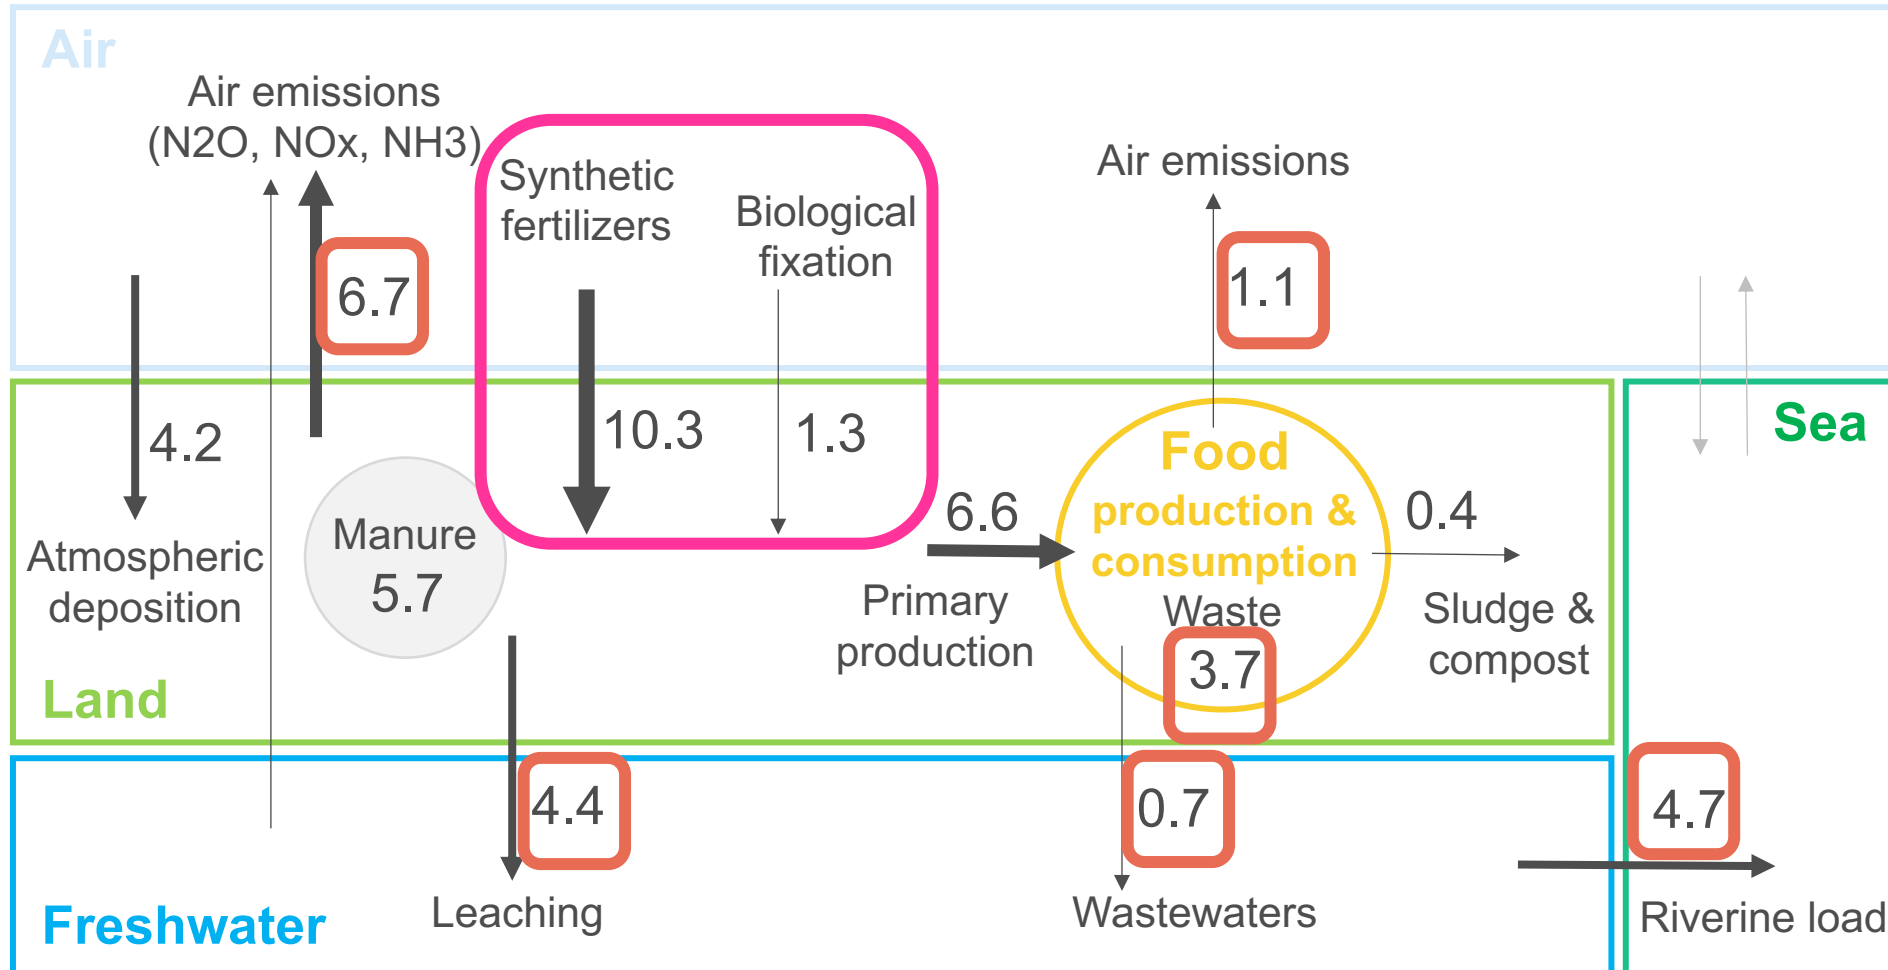 Air
Air emissions
(N2O, NOx, NH3)
Synthetic
fertilizers
Biological
fixation
Air emissions
6.7
1.1
4.2
10.3
1.3
Sea
Food
production &
consumption
Waste
3.7
6.6
Primary
production
0.4
Sludge &
compost
Manure
5.7
Atmospheric
deposition
Land
4.4
0.7
4.7
Leaching
Wastewaters
Riverine load
Freshwater